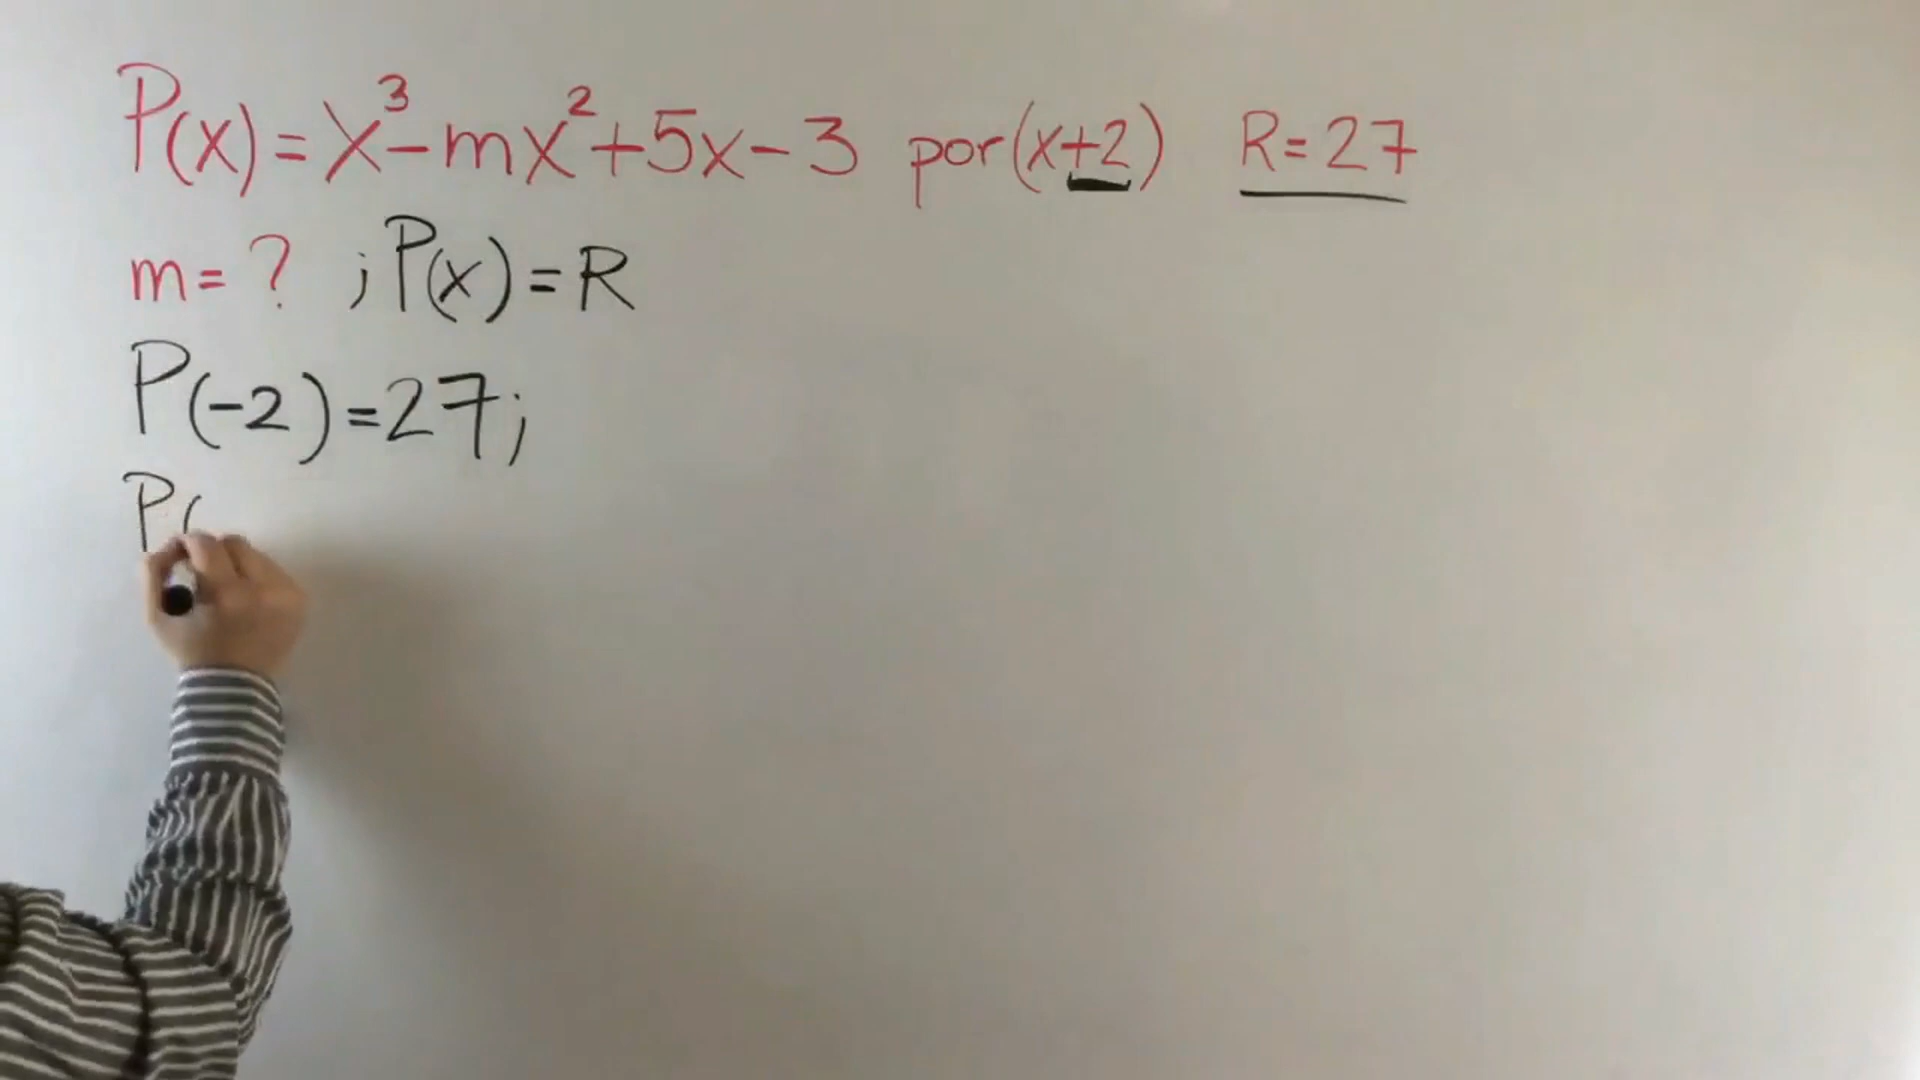 P(x) = x³ - mx² + 5x - 3 por (x+2) R = 27
m = ? ; P(x) = R
P(-2) = 27;
P(